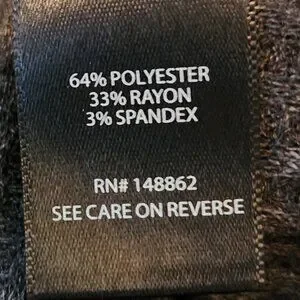 64% POLYESTER
33% RAYON
3% SPANDEX
RN# 148862
SEE CARE ON REVERSE